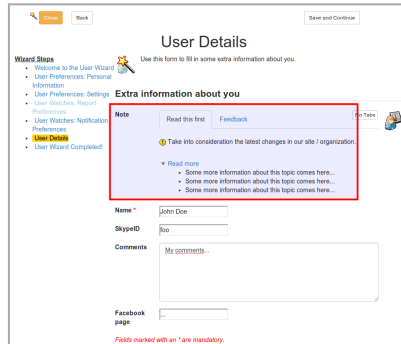 Close
Back
Save and Continue
User Details
Wizard Steps
Welcome to the User Wizard
User Preferences: Personal
Information
User Preferences: Settings
User Watches: Report
Preferences
User Watches: Notification
Preferences
User Details
User Wizard Completed!
Use this form to fill in some extra information about you.
Extra information about you
Note
Read this first
Feedback
No Tabs
Take into consideration the latest changes in our site / organization.
Read more
Some more information about this topic comes here...
Some more information about this topic comes here...
Some more information about this topic comes here...
Name *
John Doe
SkypeID
foo
Comments
My comments...
Facebook
page
...
Fields marked with an * are mandatory.